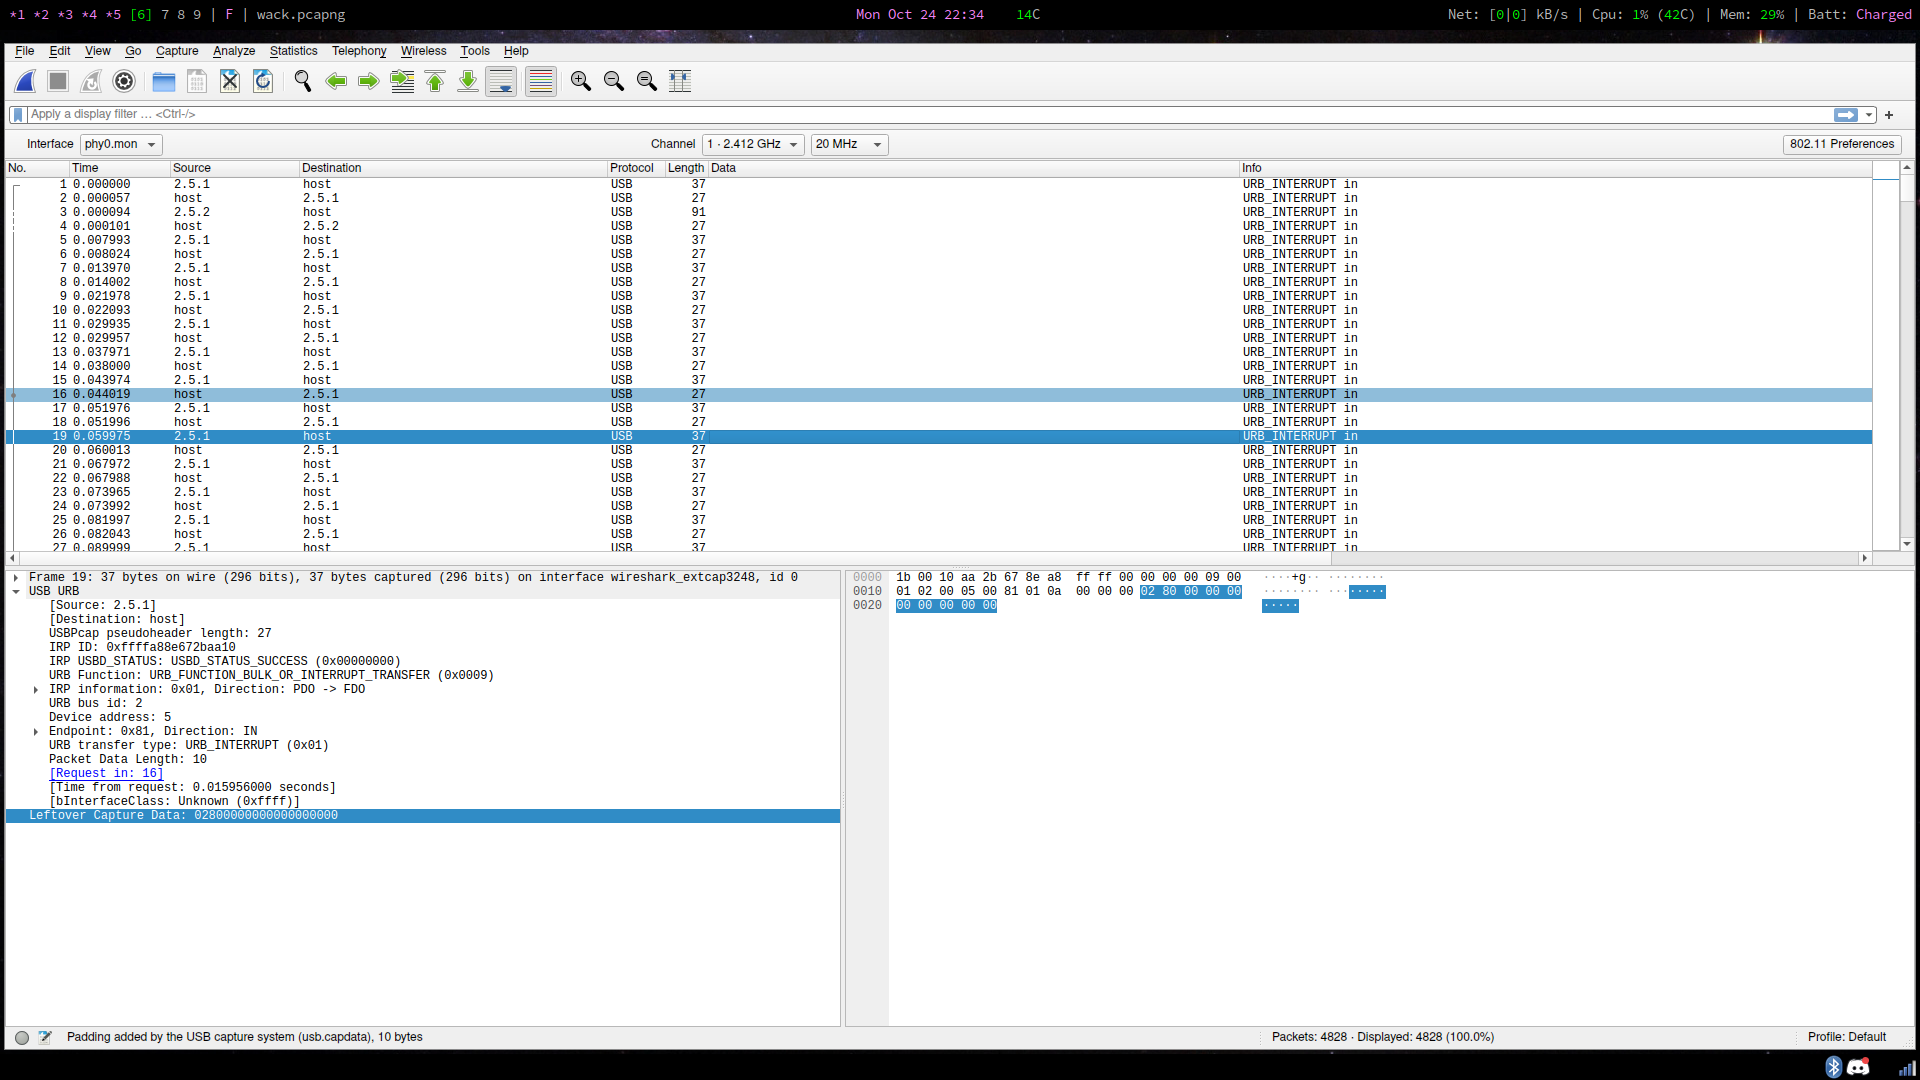 *1 *2 *3 *4 *5 [6] 7 8 9 | F | wack.pcapng
Mon Oct 24 22:34 14C
Net: [0|0] kB/s | Cpu: 1% (42C) | Mem: 29% | Batt: Charged
File Edit View Go Capture Analyze Statistics Telephony Wireless Tools Help
Apply a display filter … <Ctrl-/>
+
Interface phy0.mon Channel 1 · 2.412 GHz 20 MHz 802.11 Preferences
No. Time Source Destination Protocol Length Data Info
1 0.000000 2.5.1 host USB 37 URB_INTERRUPT in
2 0.000057 host 2.5.1 USB 27 URB_INTERRUPT in
3 0.000094 2.5.2 host USB 91 URB_INTERRUPT in
4 0.000101 host 2.5.2 USB 27 URB_INTERRUPT in
5 0.007993 2.5.1 host USB 37 URB_INTERRUPT in
6 0.008024 host 2.5.1 USB 27 URB_INTERRUPT in
7 0.013970 2.5.1 host USB 37 URB_INTERRUPT in
8 0.014002 host 2.5.1 USB 27 URB_INTERRUPT in
9 0.021978 2.5.1 host USB 37 URB_INTERRUPT in
10 0.022093 host 2.5.1 USB 27 URB_INTERRUPT in
11 0.029935 2.5.1 host USB 37 URB_INTERRUPT in
12 0.029957 host 2.5.1 USB 27 URB_INTERRUPT in
13 0.037971 2.5.1 host USB 37 URB_INTERRUPT in
14 0.038000 host 2.5.1 USB 27 URB_INTERRUPT in
15 0.043974 2.5.1 host USB 37 URB_INTERRUPT in
16 0.044019 host 2.5.1 USB 27 URB_INTERRUPT in
17 0.051976 2.5.1 host USB 37 URB_INTERRUPT in
18 0.051996 host 2.5.1 USB 27 URB_INTERRUPT in
19 0.059975 2.5.1 host USB 37 URB_INTERRUPT in
20 0.060013 host 2.5.1 USB 27 URB_INTERRUPT in
21 0.067972 2.5.1 host USB 37 URB_INTERRUPT in
22 0.067988 host 2.5.1 USB 27 URB_INTERRUPT in
23 0.073965 2.5.1 host USB 37 URB_INTERRUPT in
24 0.073992 host 2.5.1 USB 27 URB_INTERRUPT in
25 0.081997 2.5.1 host USB 37 URB_INTERRUPT in
26 0.082043 host 2.5.1 USB 27 URB_INTERRUPT in
27 0.089999 2.5.1 host USB 37 URB_INTERRUPT in
Frame 19: 37 bytes on wire (296 bits), 37 bytes captured (296 bits) on interface wireshark_extcap3248, id 0
USB URB
[Source: 2.5.1]
[Destination: host]
USBPcap pseudoheader length: 27
IRP ID: 0xffffa88e672baa10
IRP USBD_STATUS: USBD_STATUS_SUCCESS (0x00000000)
URB Function: URB_FUNCTION_BULK_OR_INTERRUPT_TRANSFER (0x0009)
IRP information: 0x01, Direction: PDO -> FDO
URB bus id: 2
Device address: 5
Endpoint: 0x81, Direction: IN
URB transfer type: URB_INTERRUPT (0x01)
Packet Data Length: 10
[Request in: 16]
[Time from request: 0.015956000 seconds]
[bInterfaceClass: Unknown (0xffff)]
Leftover Capture Data: 02800000000000000000
0000 1b 00 10 aa 2b 67 8e a8 ff ff 00 00 00 00 09 00 ····+g·· ········
0010 01 02 00 05 00 81 01 0a 00 00 00 02 80 00 00 00 ········ ········
0020 00 00 00 00 00 ·····
Padding added by the USB capture system (usb.capdata), 10 bytes
Packets: 4828 · Displayed: 4828 (100.0%)
Profile: Default